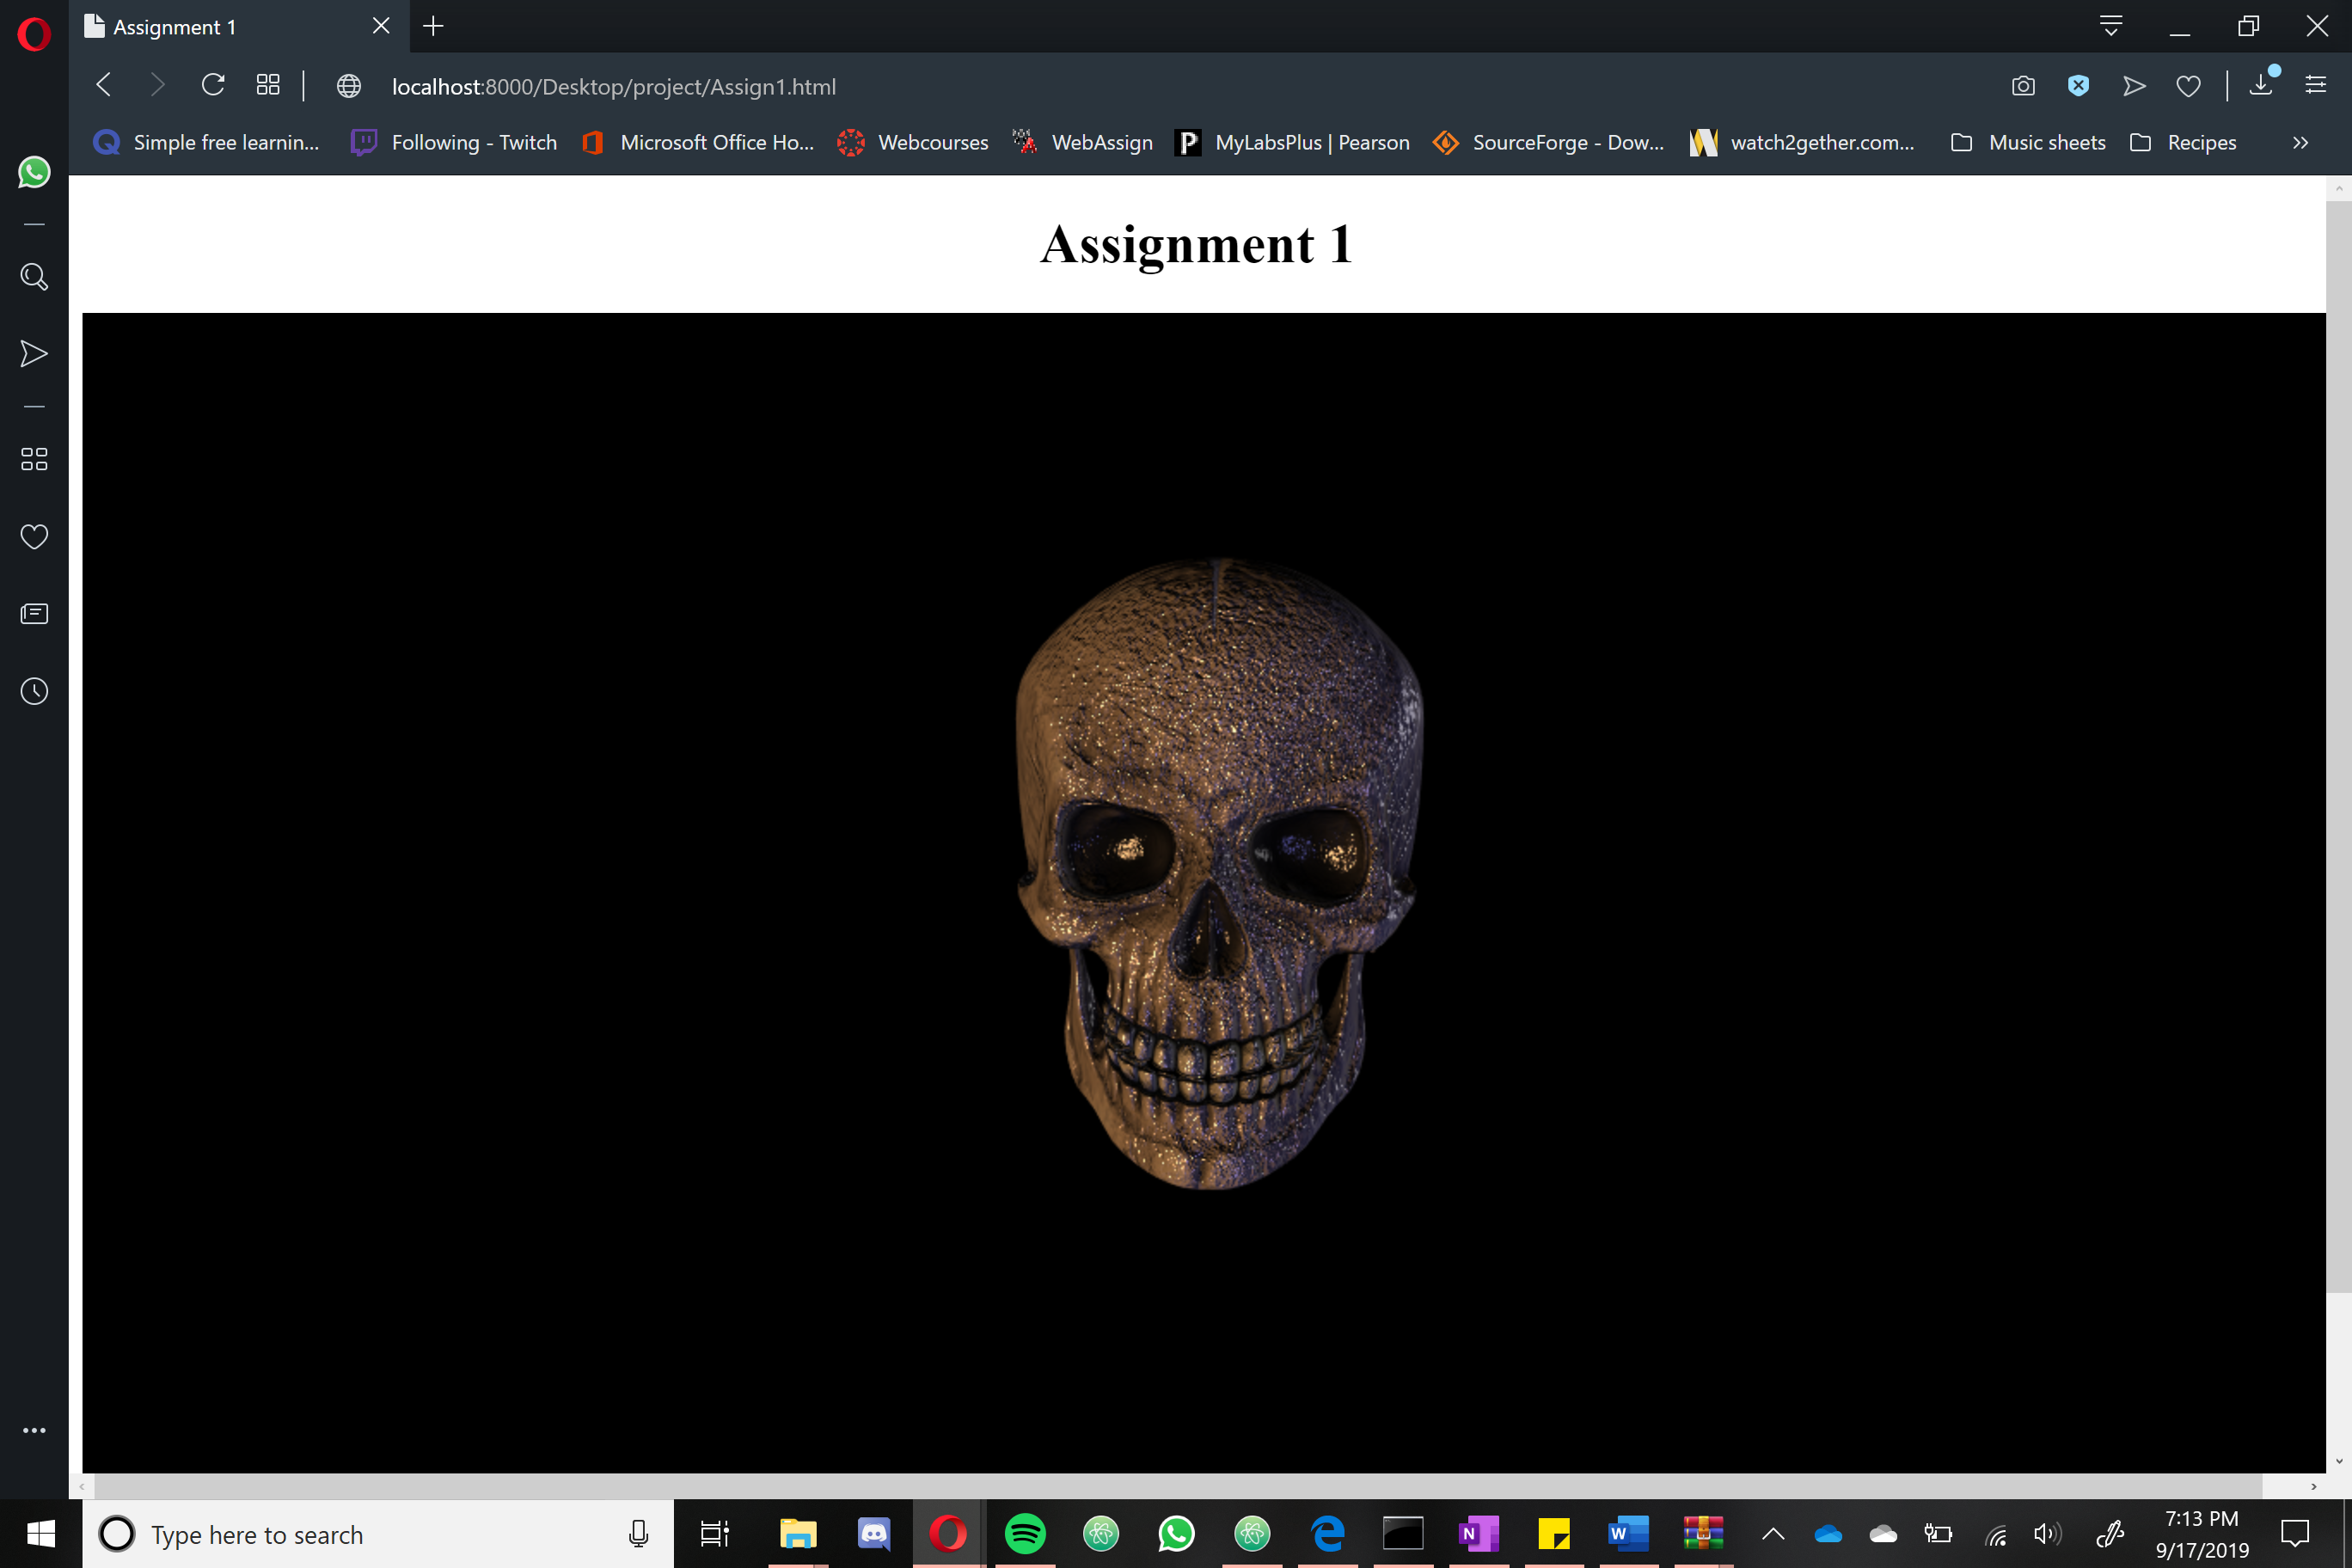 Assignment 1
localhost:8000/Desktop/project/Assign1.html
Simple free learnin...
Following - Twitch
Microsoft Office Ho...
Webcourses
WebAssign
MyLabsPlus | Pearson
SourceForge - Dow...
watch2gether.com...
Music sheets
Recipes
Assignment 1
Type here to search
7:13 PM
9/17/2019